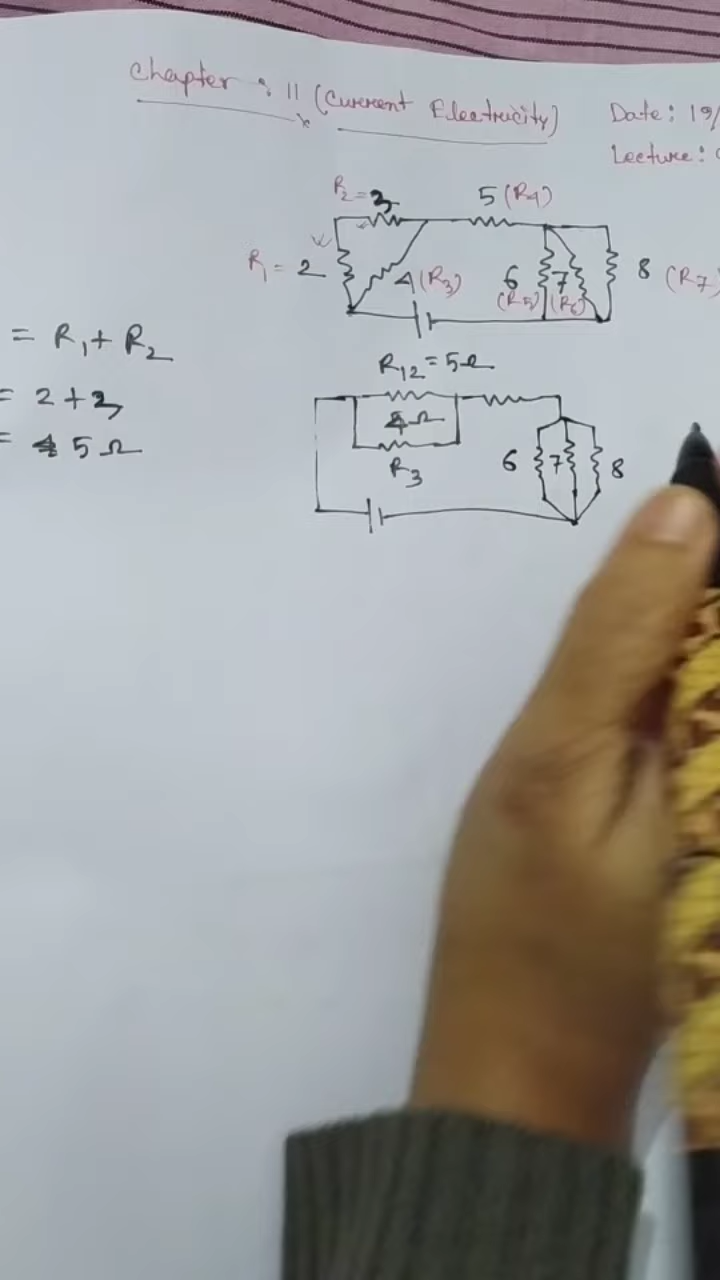 Chapter : 11 (Current Electricity)
Date: 19/
Lecture:
R2 = 3
5 (R4)
R1 = 2
4 (R3)
6 (R5)
7 (R6)
8 (R7)
= R1 + R2
= 2 + 3
= 5 Ω
R12 = 5Ω
4 Ω
R3
6
7
8